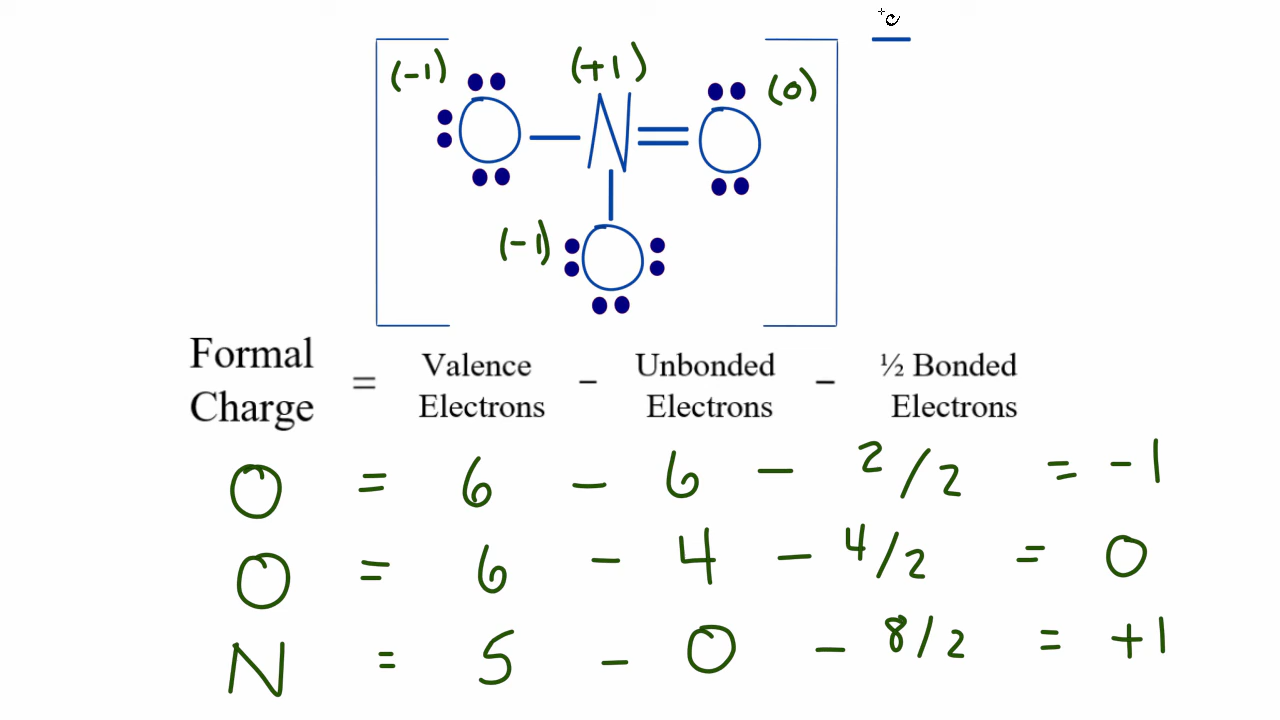 (-1) (+1) (0)
O — N = O
(-1) O
Formal Charge = Valence Electrons - Unbonded Electrons - ½ Bonded Electrons
O = 6 - 6 - 2/2 = -1
O = 6 - 4 - 4/2 = 0
N = 5 - 0 - 8/2 = +1